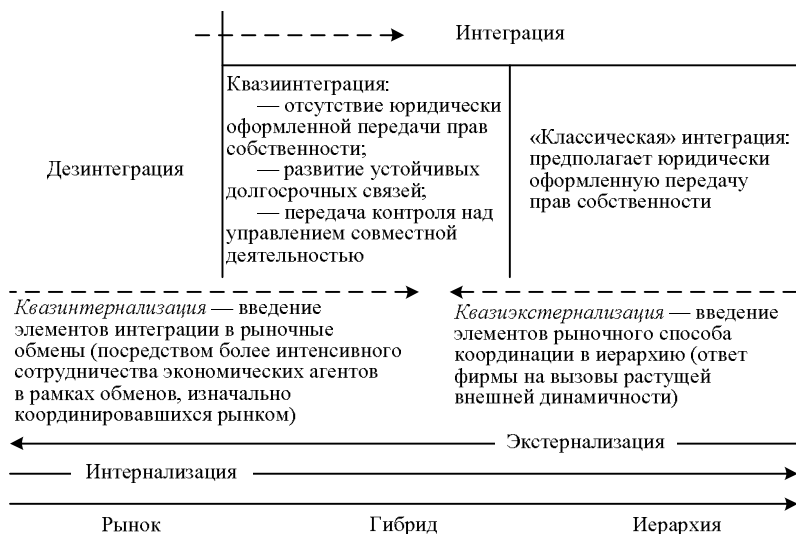 Интеграция
Дезинтеграция
Квазиинтеграция:
— отсутствие юридически
оформленной передачи прав
собственности;
— развитие устойчивых
долгосрочных связей;
— передача контроля над
управлением совместной
деятельностью
«Классическая» интеграция:
предполагает юридически
оформленную передачу
прав собственности
Квазинтернализация — введение
элементов интеграции в рыночные
обмены (посредством более интенсивного
сотрудничества экономических агентов
в рамках обменов, изначально
координировавшихся рынком)
Квазиэкстернализация — введение
элементов рыночного способа
координации в иерархию (ответ
фирмы на вызовы растущей
внешней динамичности)
Экстернализация
Интернализация
Рынок
Гибрид
Иерархия